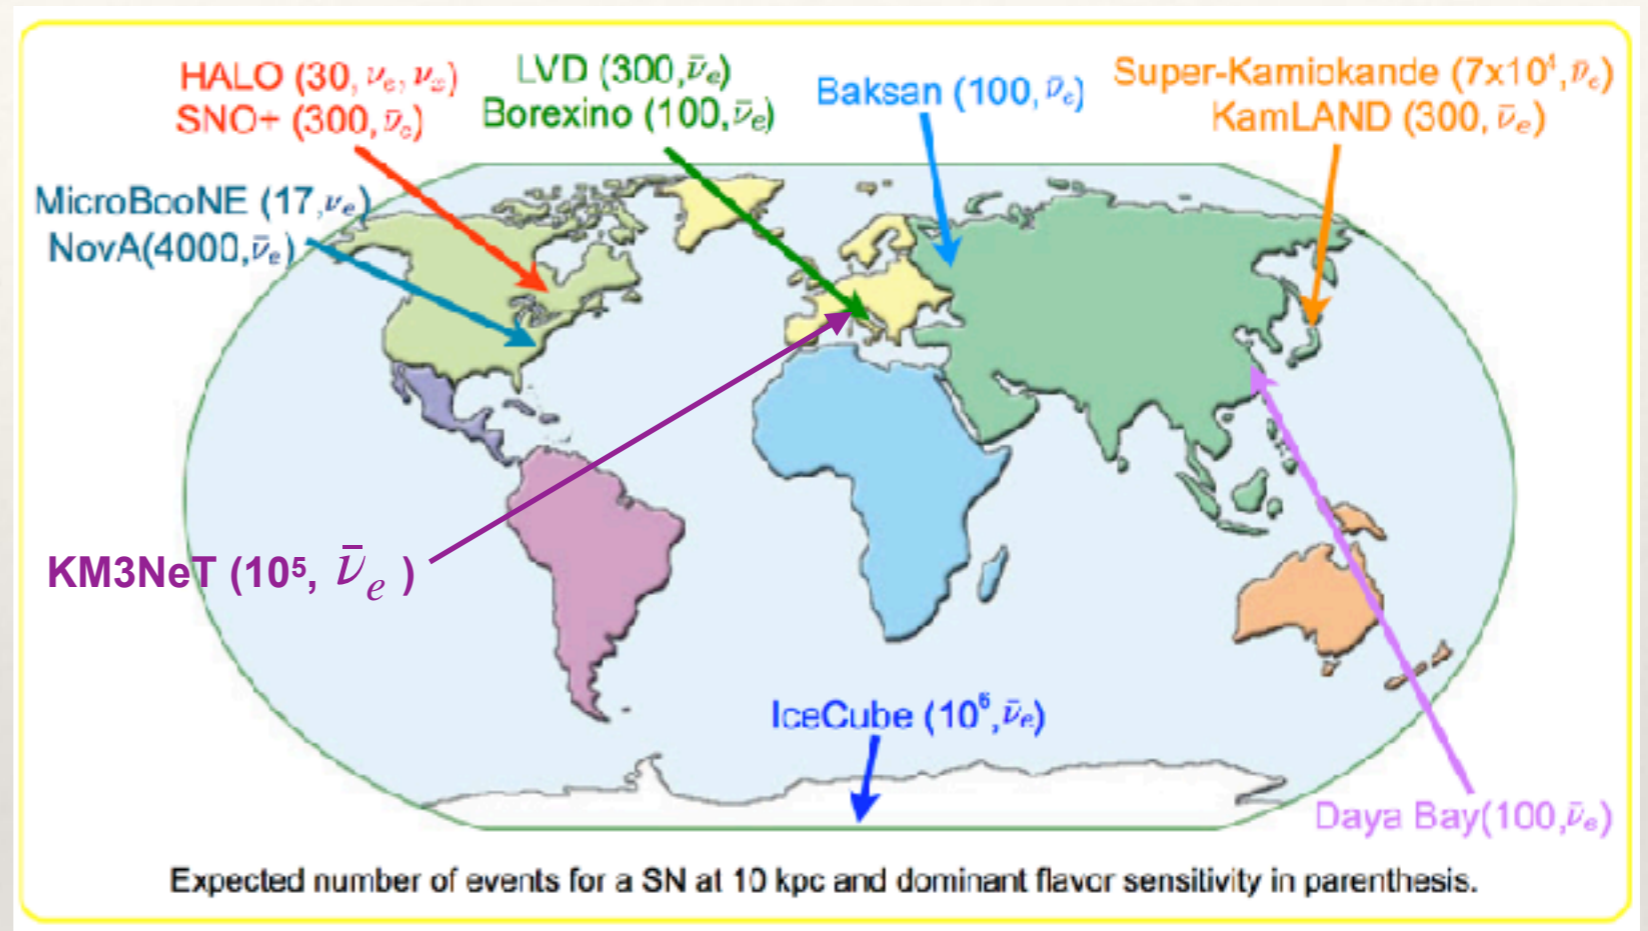 HALO (30, νₑ, νₓ)
SNO+ (300, ν̄ₑ)
LVD (300, ν̄ₑ)
Borexino (100, ν̄ₑ)
Baksan (100, ν̄ₑ)
Super-Kamiokande (7x10⁴, ν̄ₑ)
KamLAND (300, ν̄ₑ)
MicroBooNE (17, νₑ)
NovA(4000, ν̄ₑ)
KM3NeT (10⁵, ν̄ₑ )
IceCube (10⁶, ν̄ₑ)
Daya Bay(100, ν̄ₑ)
Expected number of events for a SN at 10 kpc and dominant flavor sensitivity in parenthesis.